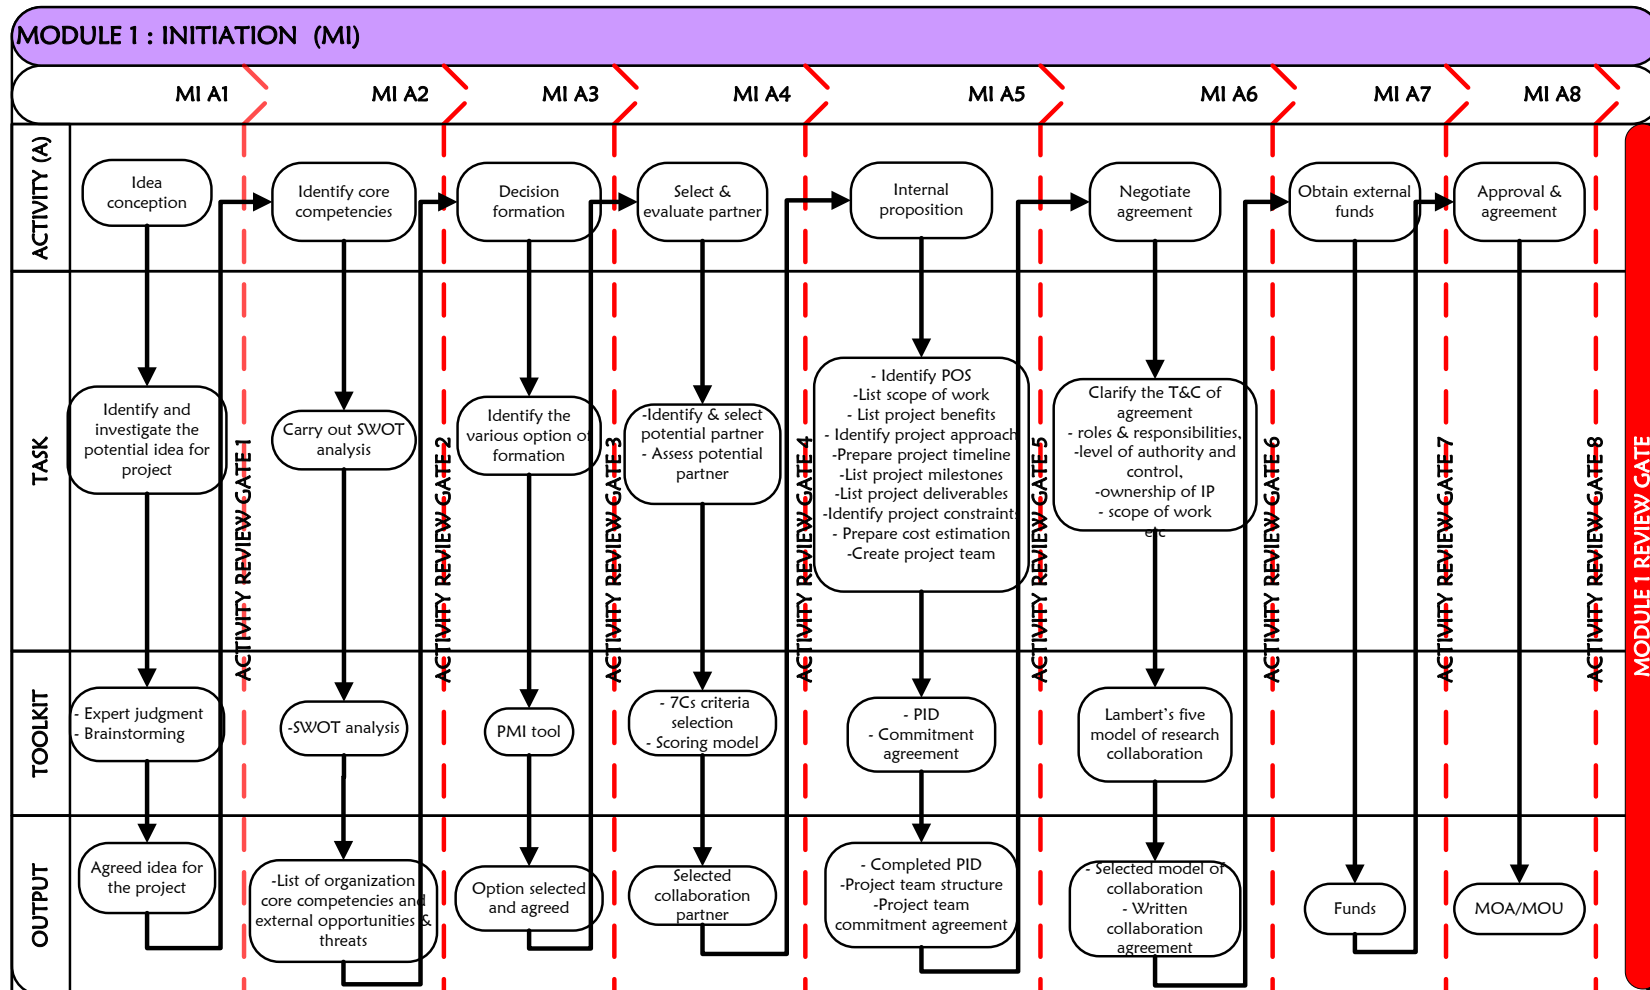 MODULE 1 : INITIATION (MI)
MI A1
MI A2
MI A3
MI A4
MI A5
MI A6
MI A7
MI A8
ACTIVITY (A)
Idea
conception
Identify core
competencies
Decision
formation
Select &
evaluate partner
Internal
proposition
Negotiate
agreement
Obtain external
funds
Approval &
agreement
TASK
Identify and
investigate the
potential idea for
project
Carry out SWOT
analysis
Identify the
various option of
formation
-Identify & select
potential partner
- Assess potential
partner
- Identify POS
-List scope of work
- List project benefits
- Identify project approach
-Prepare project timeline
-List project milestones
-List project deliverables
-Identify project constraints
- Prepare cost estimation
-Create project team
Clarify the T&C of
agreement
- roles & responsibilities,
-level of authority and
control,
-ownership of IP
- scope of work
etc
ACTIVITY REVIEW GATE 1
ACTIVITY REVIEW GATE 2
ACTIVITY REVIEW GATE 3
ACTIVITY REVIEW GATE 4
ACTIVITY REVIEW GATE 5
ACTIVITY REVIEW GATE 6
ACTIVITY REVIEW GATE 7
ACTIVITY REVIEW GATE 8
MODULE 1 REVIEW GATE
TOOLKIT
- Expert judgment
- Brainstorming
-SWOT analysis
PMI tool
- 7Cs criteria
selection
- Scoring model
- PID
- Commitment
agreement
Lambert's five
model of research
collaboration
OUTPUT
Agreed idea for
the project
-List of organization
core competencies and
external opportunities &
threats
Option selected
and agreed
Selected
collaboration
partner
- Completed PID
-Project team structure
-Project team
commitment agreement
- Selected model of
collaboration
- Written
collaboration
agreement
Funds
MOA/MOU